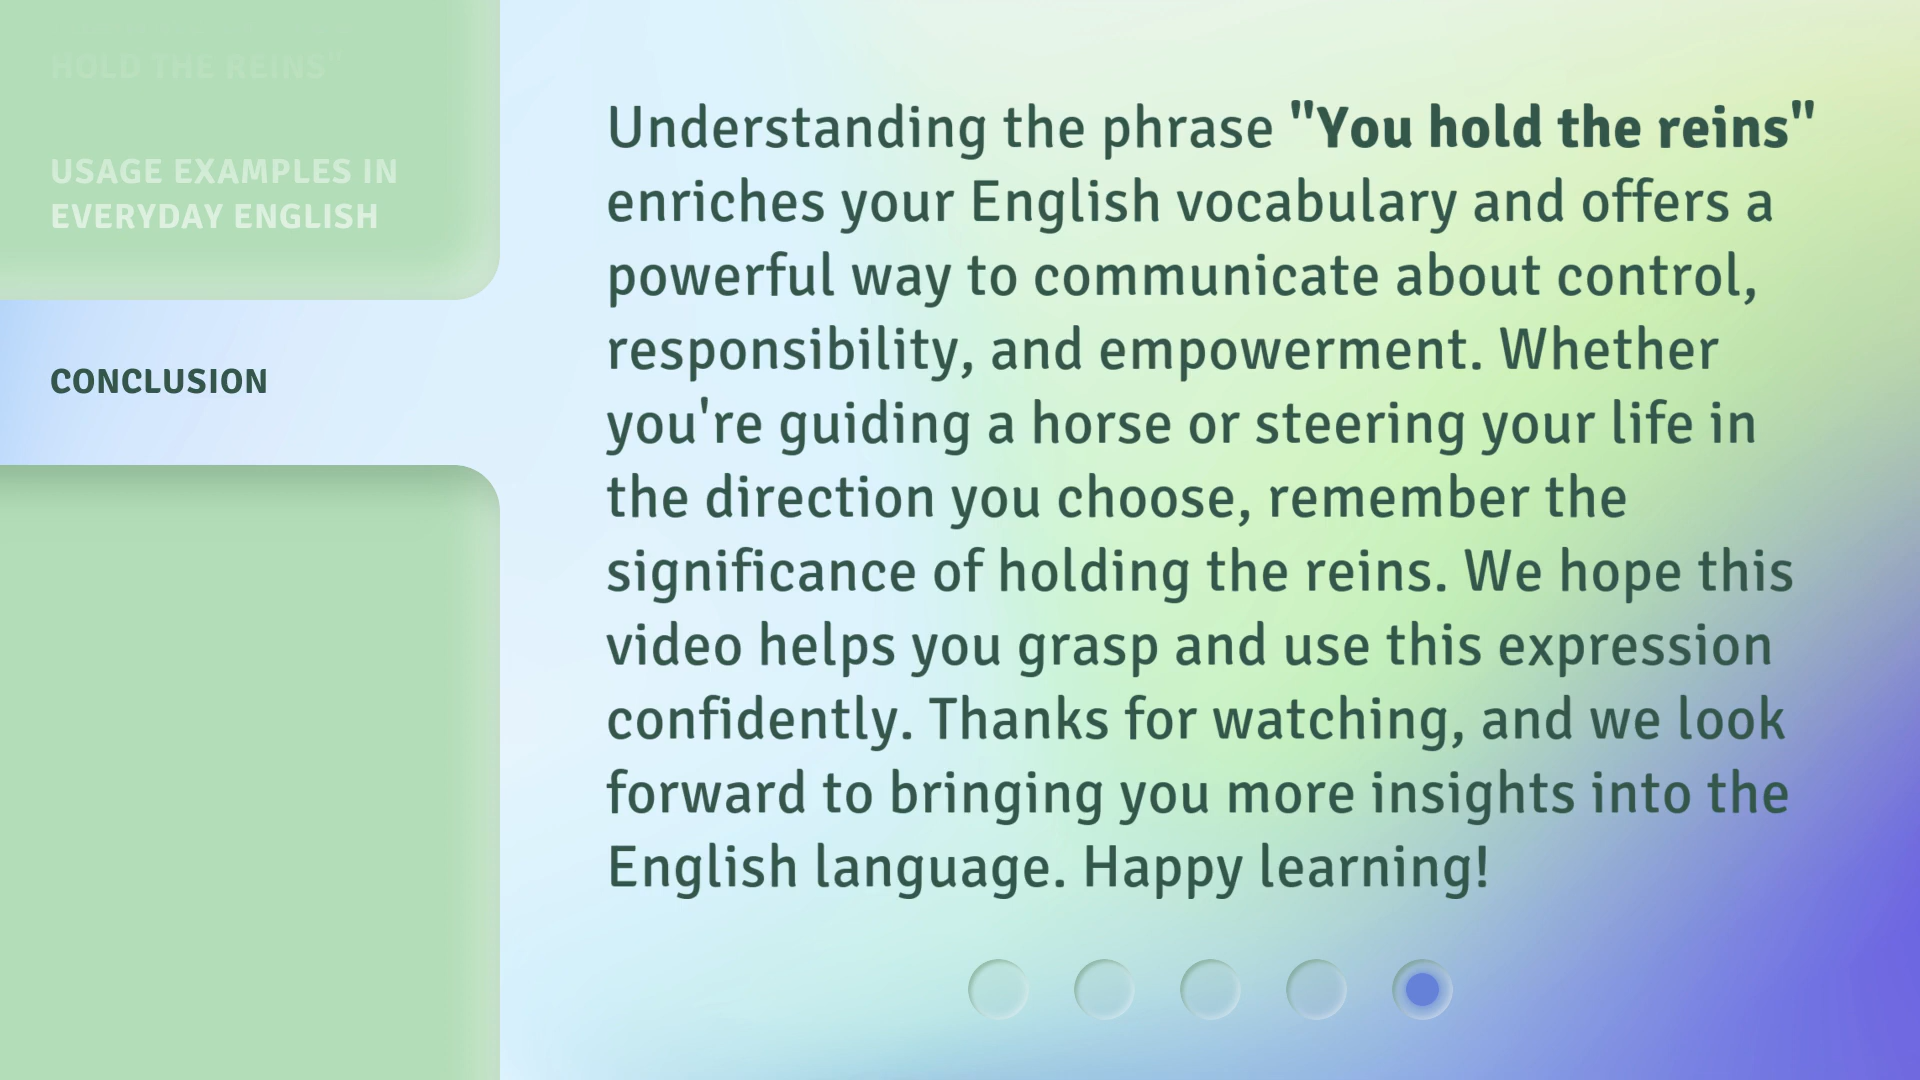 HOLD THE REINS"
USAGE EXAMPLES IN
EVERYDAY ENGLISH
CONCLUSION
Understanding the phrase "You hold the reins"
enriches your English vocabulary and offers a
powerful way to communicate about control,
responsibility, and empowerment. Whether
you're guiding a horse or steering your life in
the direction you choose, remember the
significance of holding the reins. We hope this
video helps you grasp and use this expression
confidently. Thanks for watching, and we look
forward to bringing you more insights into the
English language. Happy learning!